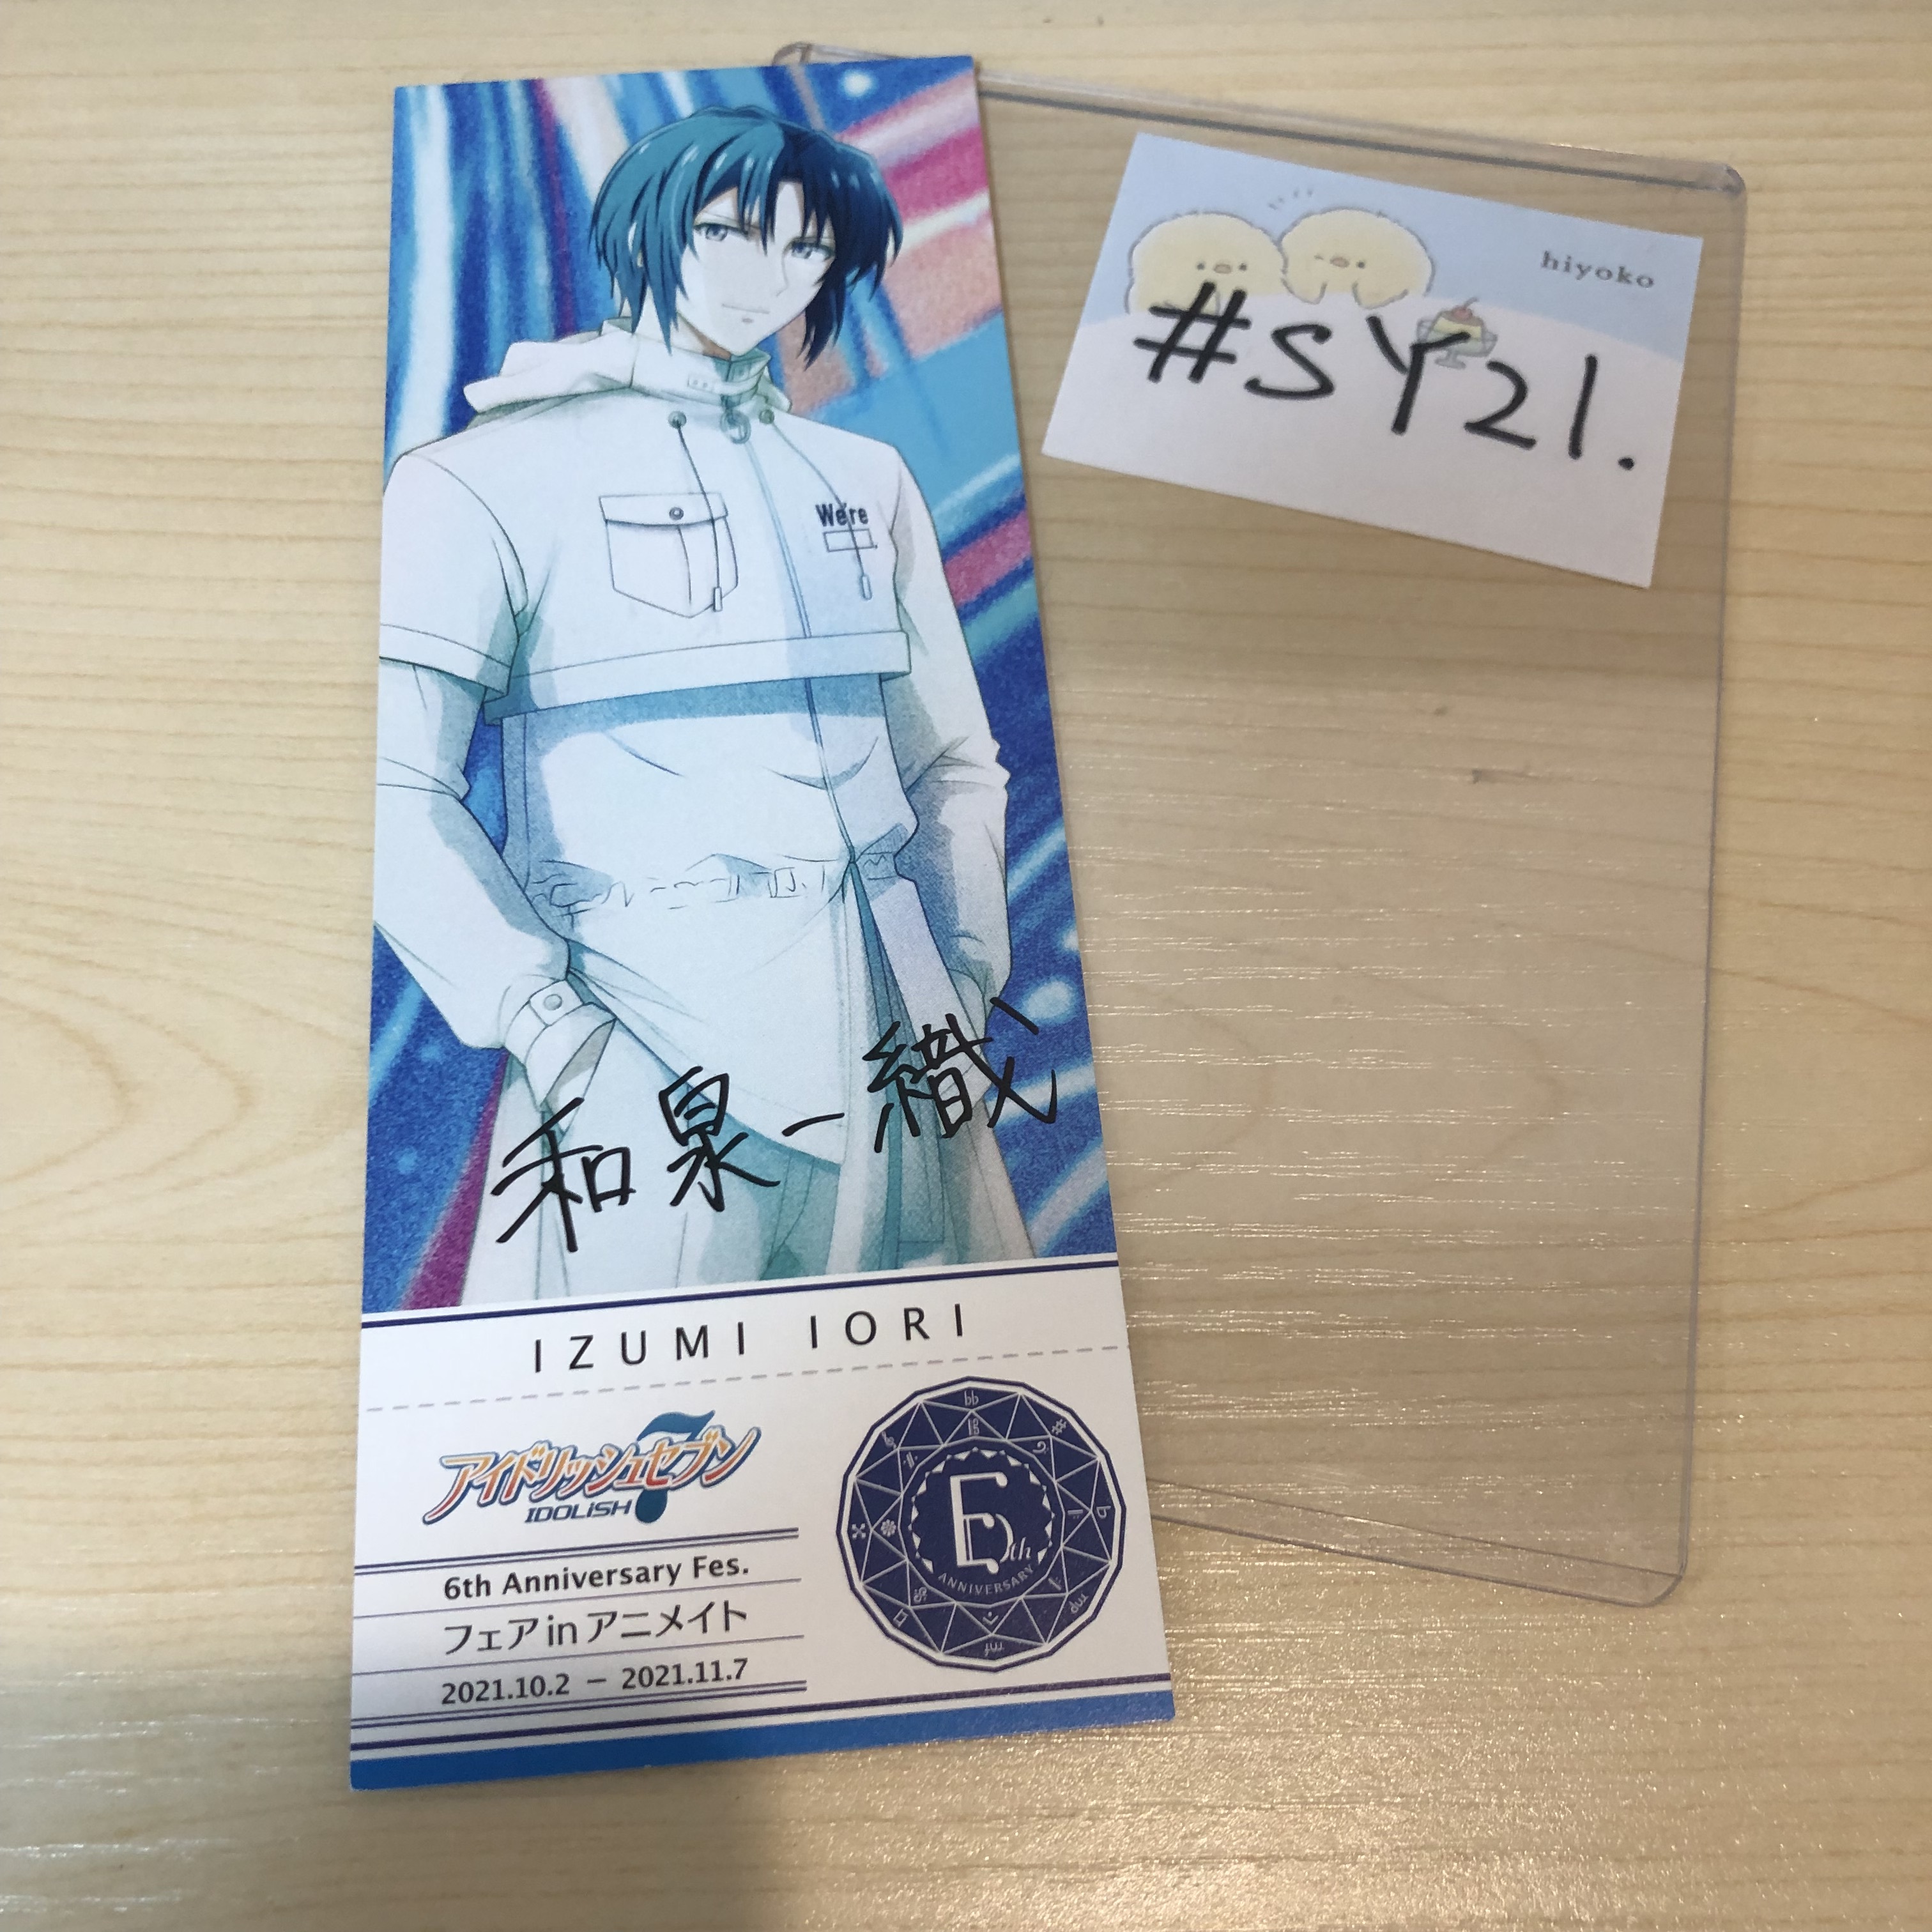 We're
和泉一織
IZUMI IORI
アイドリッシュセブン
IDOLiSH7
6th Anniversary Fes.
フェア in アニメイト
2021.10.2 － 2021.11.7
6th
ANNIVERSARY
hiyoko
#SY21.